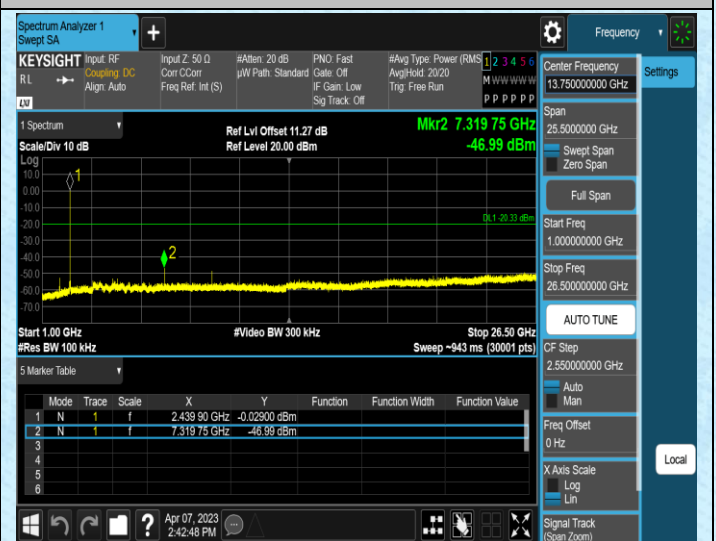 Spectrum Analyzer 1
Swept SA
+
Frequency
KEYSIGHT
RL
Input: RF
Coupling: DC
Align: Auto
Input Z: 50 Ω
Corr CCorr
Freq Ref: Int (S)
#Atten: 20 dB
µW Path: Standard
PNO: Fast
Gate: Off
IF Gain: Low
Sig Track: Off
#Avg Type: Power (RMS
Avg|Hold: 20/20
Trig: Free Run
1 2 3 4 5 6
M W W W W W
P P P P P P
LXI
1 Spectrum
Scale/Div 10 dB
Log
Ref Lvl Offset 11.27 dB
Ref Level 20.00 dBm
Mkr2 7.319 75 GHz
-46.99 dBm
10.0
0.00
-10.0
-20.0
-30.0
-40.0
-50.0
-60.0
-70.0
1
2
DL1 -20.33 dBm
Start 1.00 GHz
#Res BW 100 kHz
#Video BW 300 kHz
Stop 26.50 GHz
Sweep ~943 ms (30001 pts)
5 Marker Table
Mode Trace Scale X Y Function Function Width Function Value
1 N 1 f 2.439 90 GHz -0.02900 dBm
2 N 1 f 7.319 75 GHz -46.99 dBm
3
4
5
6
?
Apr 07, 2023
2:42:48 PM
Center Frequency
13.750000000 GHz
Span
25.5000000 GHz
Swept Span
Zero Span
Full Span
Start Freq
1.000000000 GHz
Stop Freq
26.500000000 GHz
AUTO TUNE
CF Step
2.550000000 GHz
Auto
Man
Freq Offset
0 Hz
X Axis Scale
Log
Lin
Signal Track
(Span Zoom)
Settings
Local